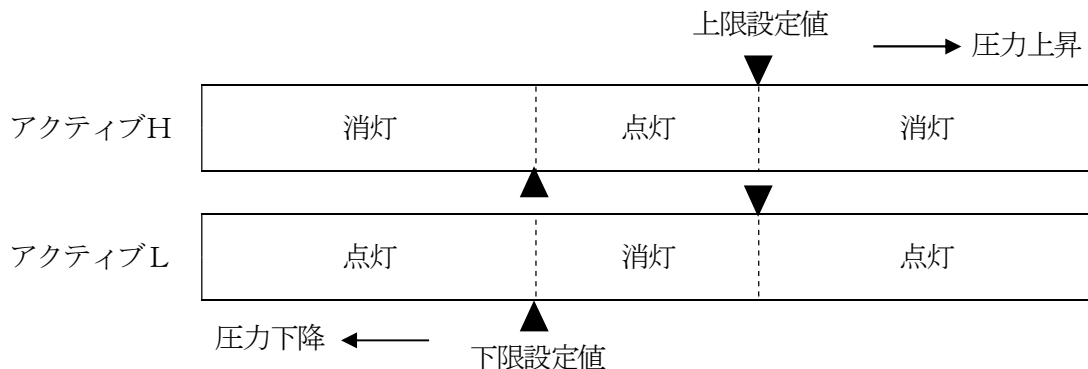 上限設定値
圧力上昇
アクティブＨ 消灯 点灯 消灯
アクティブＬ 点灯 消灯 点灯
圧力下降
下限設定値